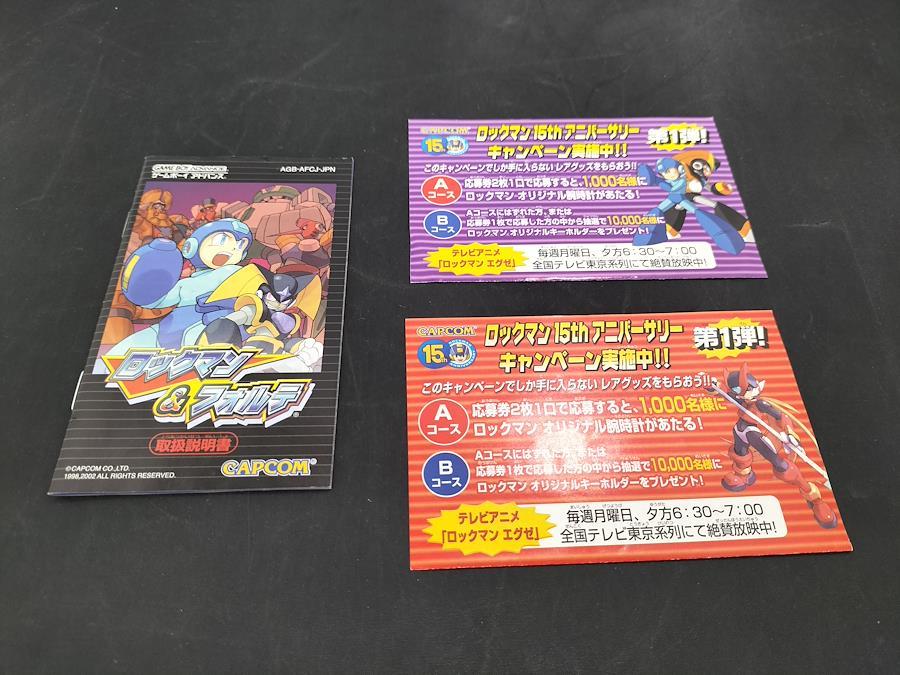 GAME BOY ADVANCE
ゲームボーイアドバンス
AGB-AFCJ-JPN
ロックマン
&フォルテ
取扱説明書
©CAPCOM CO.,LTD.
1998,2002 ALL RIGHTS RESERVED.
CAPCOM
CAPCOM
15th
ロックマン 15th アニバーサリー
キャンペーン実施中!!
第1弾!
このキャンペーンでしか手に入らない レアグッズをもらおう!!
A
コース
応募券2枚1口で応募すると、1,000名様に
ロックマン オリジナル腕時計があたる!
B
コース
Aコースにはずれた方、または
応募券1枚で応募した方の中から抽選で10,000名様に
ロックマン オリジナルキーホルダーをプレゼント!
テレビアニメ
「ロックマン エグゼ」
毎週月曜日、夕方6:30～7:00
全国テレビ東京系列にて絶賛放映中!
CAPCOM
15th
ロックマン 15th アニバーサリー
キャンペーン実施中!!
第1弾!
このキャンペーンでしか手に入らない レアグッズをもらおう!!
A
コース
応募券2枚1口で応募すると、1,000名様に
ロックマン オリジナル腕時計があたる!
B
コース
Aコースにはずれた方、または
応募券1枚で応募した方の中から抽選で10,000名様に
ロックマン オリジナルキーホルダーをプレゼント!
テレビアニメ
「ロックマン エグゼ」
毎週月曜日、夕方6:30～7:00
全国テレビ東京系列にて絶賛放映中!